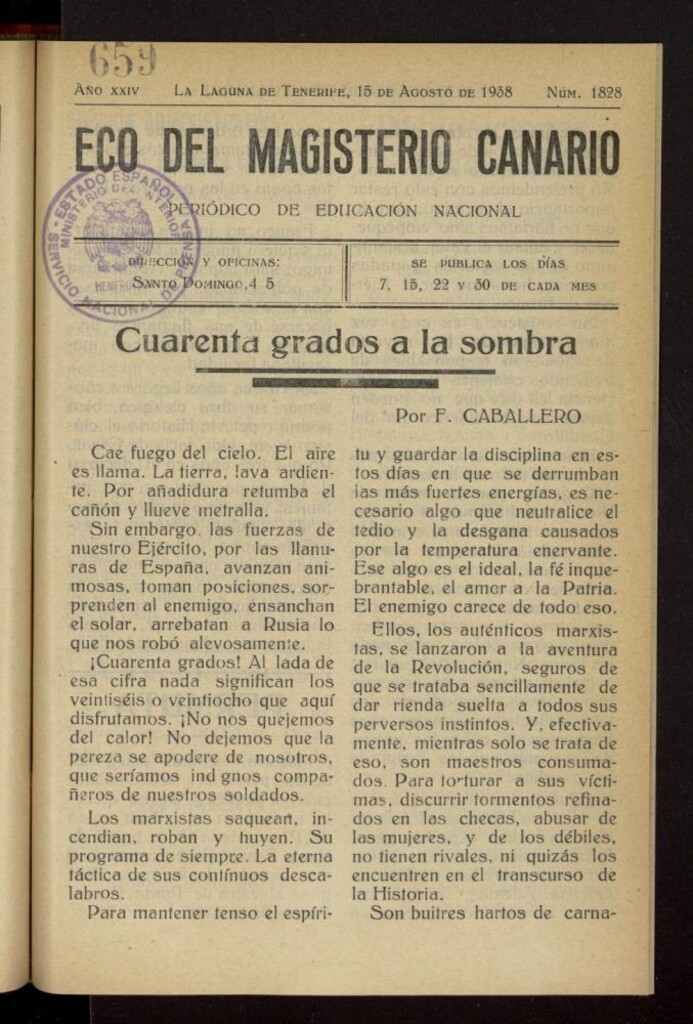 659
AÑO XXIV LA LAGUNA DE TENERIFE, 15 DE AGOSTO DE 1938 NÚM. 1828
ECO DEL MAGISTERIO CANARIO
PERIÓDICO DE EDUCACIÓN NACIONAL
ESTADO ESPAÑOL
MINISTERIO DEL INTERIOR
SERVICIO NACIONAL DE PRENSA
DIRECCIÓN Y OFICINAS:
SANTO DOMINGO,4 5
SE PUBLICA LOS DÍAS
7, 15, 22 Y 30 DE CADA MES
Cuarenta grados a la sombra
Por F. CABALLERO
Cae fuego del cielo. El aire
es llama. La tierra, lava ardien-
te. Por añadidura retumba el
cañón y llueve metralla.
Sin embargo, las fuerzas de
nuestro Ejército, por las llanu-
ras de España, avanzan ani-
mosas, toman posiciones, sor-
prenden al enemigo, ensanchan
el solar, arrebatan a Rusia lo
que nos robó alevosamente.
¡Cuarenta grados! Al lada de
esa cifra nada significan los
veintiséis o veintiocho que aquí
disfrutamos. ¡No nos quejemos
del calor! No dejemos que la
pereza se apodere de nosotros,
que seríamos ind gnos compa-
ñeros de nuestros soldados.
Los marxistas saquean, in-
cendian, roban y huyen. Su
programa de siempre. La eterna
táctica de sus contínuos desca-
labros.
Para mantener tenso el espíri-
tu y guardar la disciplina en es-
tos días en que se derrumban
las más fuertes energías, es ne-
cesario algo que neutralice el
tedio y la desgana causados
por la temperatura enervante.
Ese algo es el ideal, la fé inque-
brantable, el amor a la Patria.
El enemigo carece de todo eso.
Ellos, los auténticos marxis-
tas, se lanzaron a la aventura
de la Revolución, seguros de
que se trataba sencillamente de
dar rienda suelta a todos sus
perversos instintos. Y, efectiva-
mente, mientras solo se trata de
eso, son maestros consuma-
dos. Para torturar a sus vícti-
mas, discurrir tormentos refina-
dos en las checas, abusar de
las mujeres, y de los débiles,
no tienen rivales, ni quizás los
encuentren en el transcurso de
la Historia.
Son buitres hartos de carna-